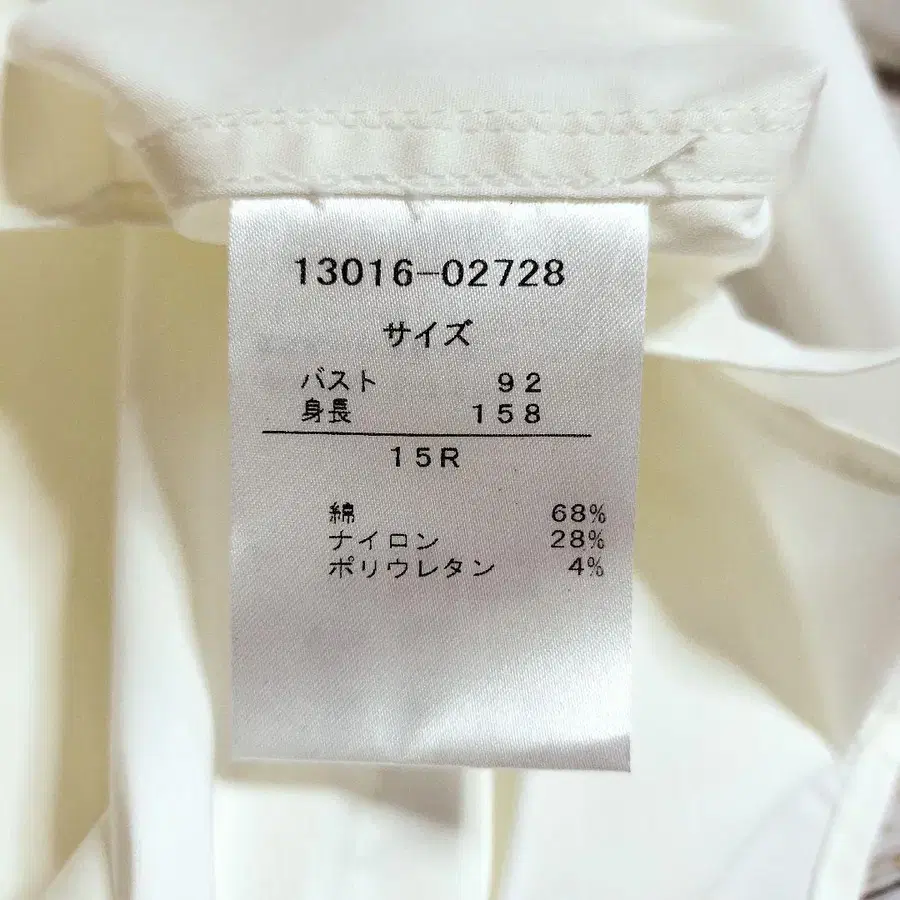 13016-02728
サイズ
バスト 92
身長 158
15R
綿 68%
ナイロン 28%
ポリウレタン 4%